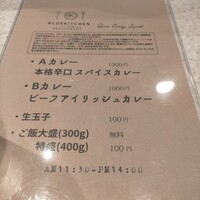 BLUEKITCHEN
・Aカレー 1000円
本格辛口 スパイスカレー
・Bカレー 1000円
ビーフアイリッシュカレー
・生玉子 100円
・ご飯大盛(300g) 無料
特盛(400g) 100円
AM11:30-PM14:00